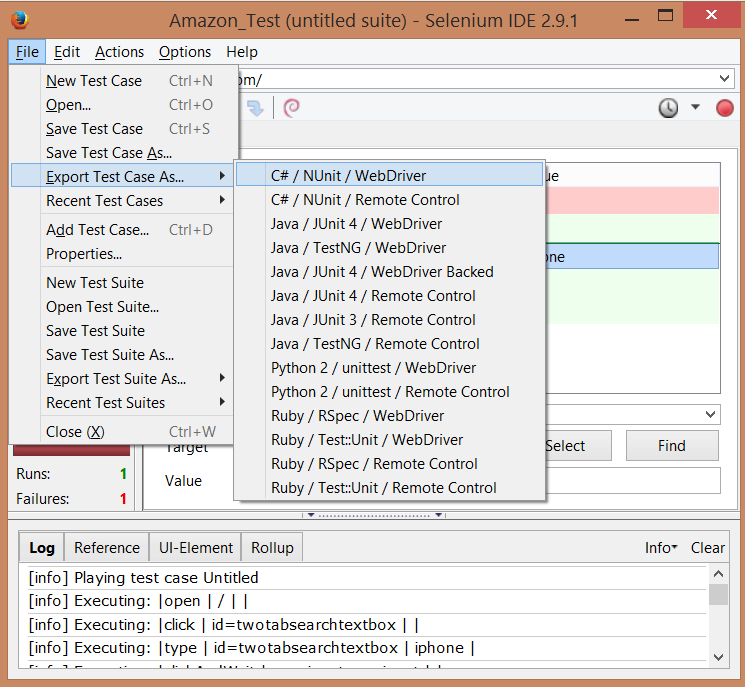 Amazon_Test (untitled suite) - Selenium IDE 2.9.1
File Edit Actions Options Help
New Test Case Ctrl+N
Open... Ctrl+O
Save Test Case Ctrl+S
Save Test Case As...
Export Test Case As...
Recent Test Cases
Add Test Case... Ctrl+D
Properties...
New Test Suite
Open Test Suite...
Save Test Suite
Save Test Suite As...
Export Test Suite As...
Recent Test Suites
Close (X) Ctrl+W
C# / NUnit / WebDriver
C# / NUnit / Remote Control
Java / JUnit 4 / WebDriver
Java / TestNG / WebDriver
Java / JUnit 4 / WebDriver Backed
Java / JUnit 4 / Remote Control
Java / JUnit 3 / Remote Control
Java / TestNG / Remote Control
Python 2 / unittest / WebDriver
Python 2 / unittest / Remote Control
Ruby / RSpec / WebDriver
Ruby / Test::Unit / WebDriver
Ruby / RSpec / Remote Control
Ruby / Test::Unit / Remote Control
om/
ue
one
Target
Select Find
Value
Runs: 1
Failures: 1
Log Reference UI-Element Rollup Info Clear
[info] Playing test case Untitled
[info] Executing: |open | / | |
[info] Executing: |click | id=twotabsearchtextbox | |
[info] Executing: |type | id=twotabsearchtextbox | iphone |